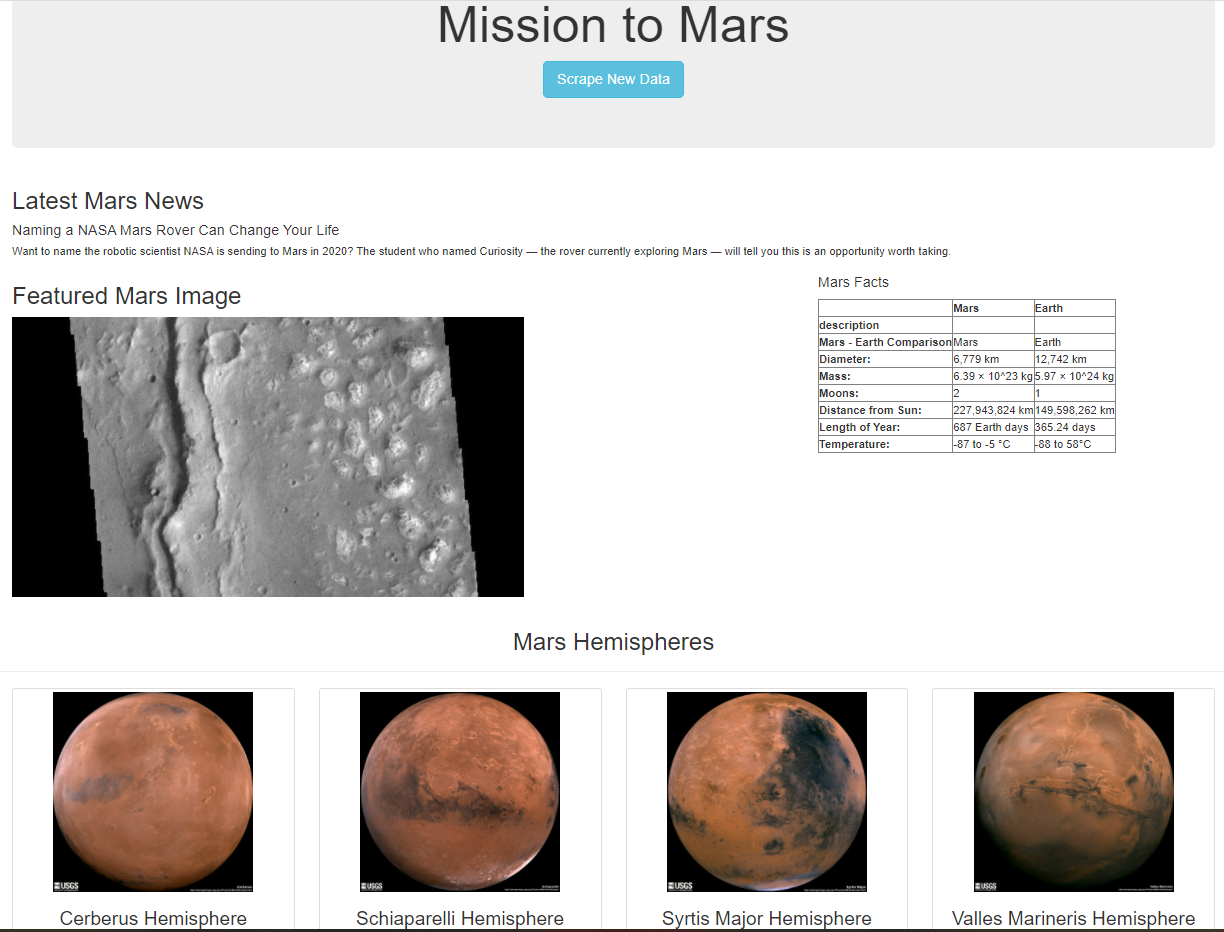 Mission to Mars
Scrape New Data
Latest Mars News
Naming a NASA Mars Rover Can Change Your Life
Want to name the robotic scientist NASA is sending to Mars in 2020? The student who named Curiosity — the rover currently exploring Mars — will tell you this is an opportunity worth taking.
Featured Mars Image
Mars Facts
Mars Earth
description
Mars - Earth Comparison Mars Earth
Diameter: 6,779 km 12,742 km
Mass: 6.39 × 10^23 kg 5.97 × 10^24 kg
Moons: 2 1
Distance from Sun: 227,943,824 km 149,598,262 km
Length of Year: 687 Earth days 365.24 days
Temperature: -87 to -5 °C -88 to 58°C
Mars Hemispheres
USGS
USGS
USGS
USGS
Cerberus Hemisphere
Schiaparelli Hemisphere
Syrtis Major Hemisphere
Valles Marineris Hemisphere